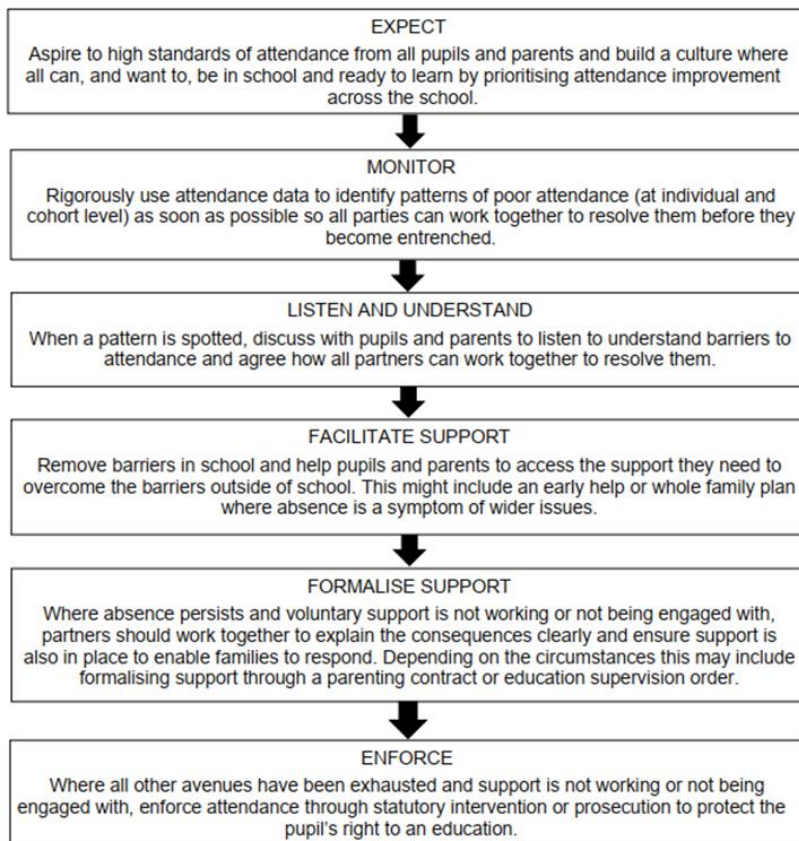 EXPECT
Aspire to high standards of attendance from all pupils and parents and build a culture where
all can, and want to, be in school and ready to learn by prioritising attendance improvement
across the school.
MONITOR
Rigorously use attendance data to identify patterns of poor attendance (at individual and
cohort level) as soon as possible so all parties can work together to resolve them before they
become entrenched.
LISTEN AND UNDERSTAND
When a pattern is spotted, discuss with pupils and parents to listen to understand barriers to
attendance and agree how all partners can work together to resolve them.
FACILITATE SUPPORT
Remove barriers in school and help pupils and parents to access the support they need to
overcome the barriers outside of school. This might include an early help or whole family plan
where absence is a symptom of wider issues.
FORMALISE SUPPORT
Where absence persists and voluntary support is not working or not being engaged with,
partners should work together to explain the consequences clearly and ensure support is
also in place to enable families to respond. Depending on the circumstances this may include
formalising support through a parenting contract or education supervision order.
ENFORCE
Where all other avenues have been exhausted and support is not working or not being
engaged with, enforce attendance through statutory intervention or prosecution to protect the
pupil's right to an education.